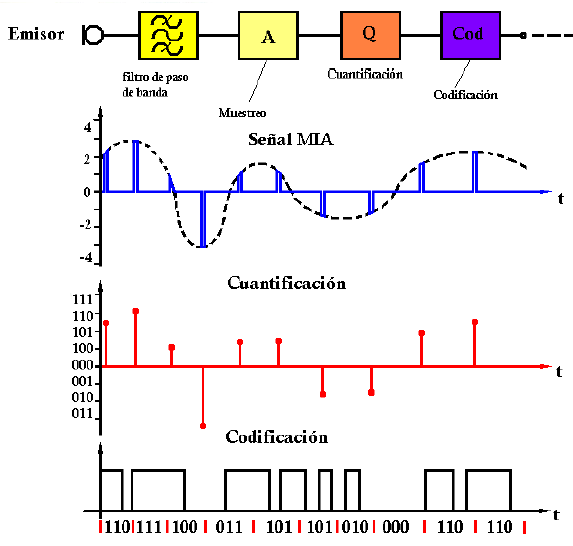 Emisor
A
Q
Cod
filtro de paso
de banda
Cuantificación
Codificación
Muestreo
Señal MIA
4
2
0
-2
-4
t
Cuantificación
111
110
101
100
000
001
010
011
t
Codificación
t
110 111 100 011 101 101 010 000 110 110